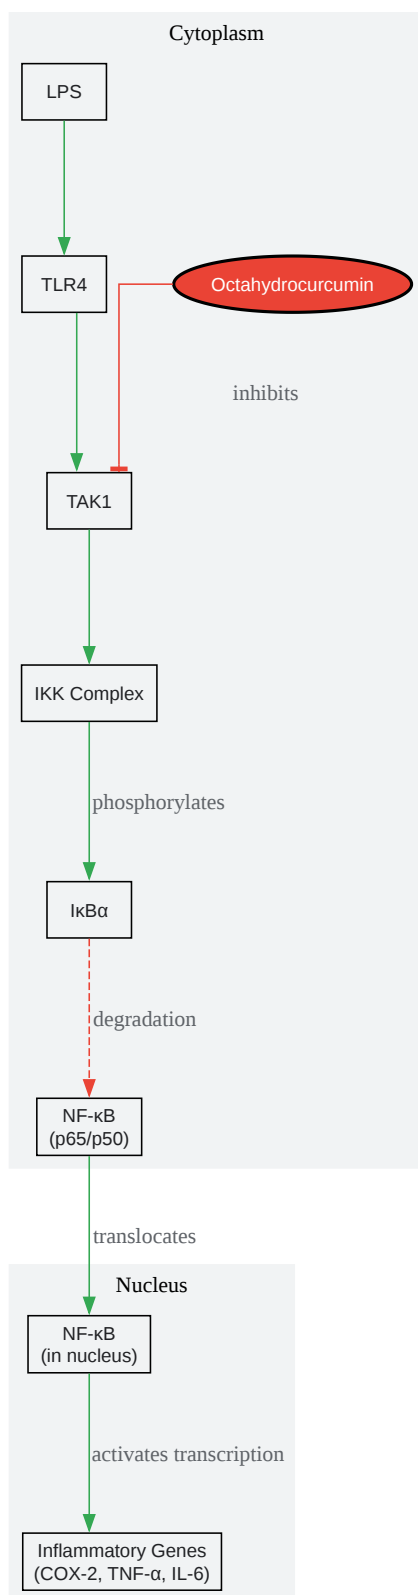 Cytoplasm
LPS
TLR4
Octahydrocurcumin
inhibits
TAK1
IKK Complex
phosphorylates
IκBα
degradation
NF-κB
(p65/p50)
translocates
Nucleus
NF-κB
(in nucleus)
activates transcription
Inflammatory Genes
(COX-2, TNF-α, IL-6)